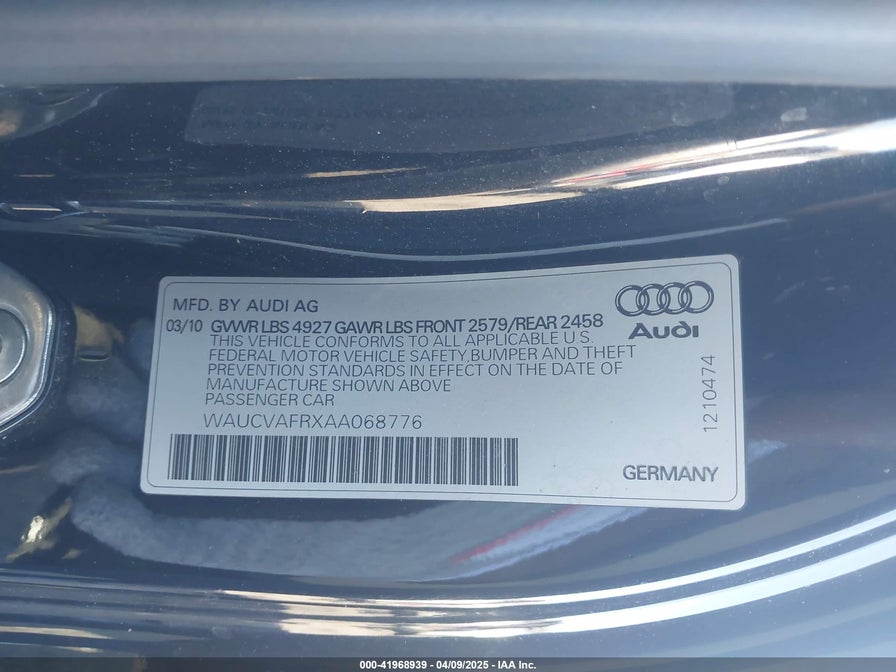 MFD. BY AUDI AG
03/10 GVWR LBS 4927 GAWR LBS FRONT 2579/REAR 2458
THIS VEHICLE CONFORMS TO ALL APPLICABLE U.S.
FEDERAL MOTOR VEHICLE SAFETY, BUMPER AND THEFT
PREVENTION STANDARDS IN EFFECT ON THE DATE OF
MANUFACTURE SHOWN ABOVE
PASSENGER CAR
WAUCVAFRXAA068776
Audi
1210474
GERMANY
000-41968939 - 04/09/2025 - IAA Inc.